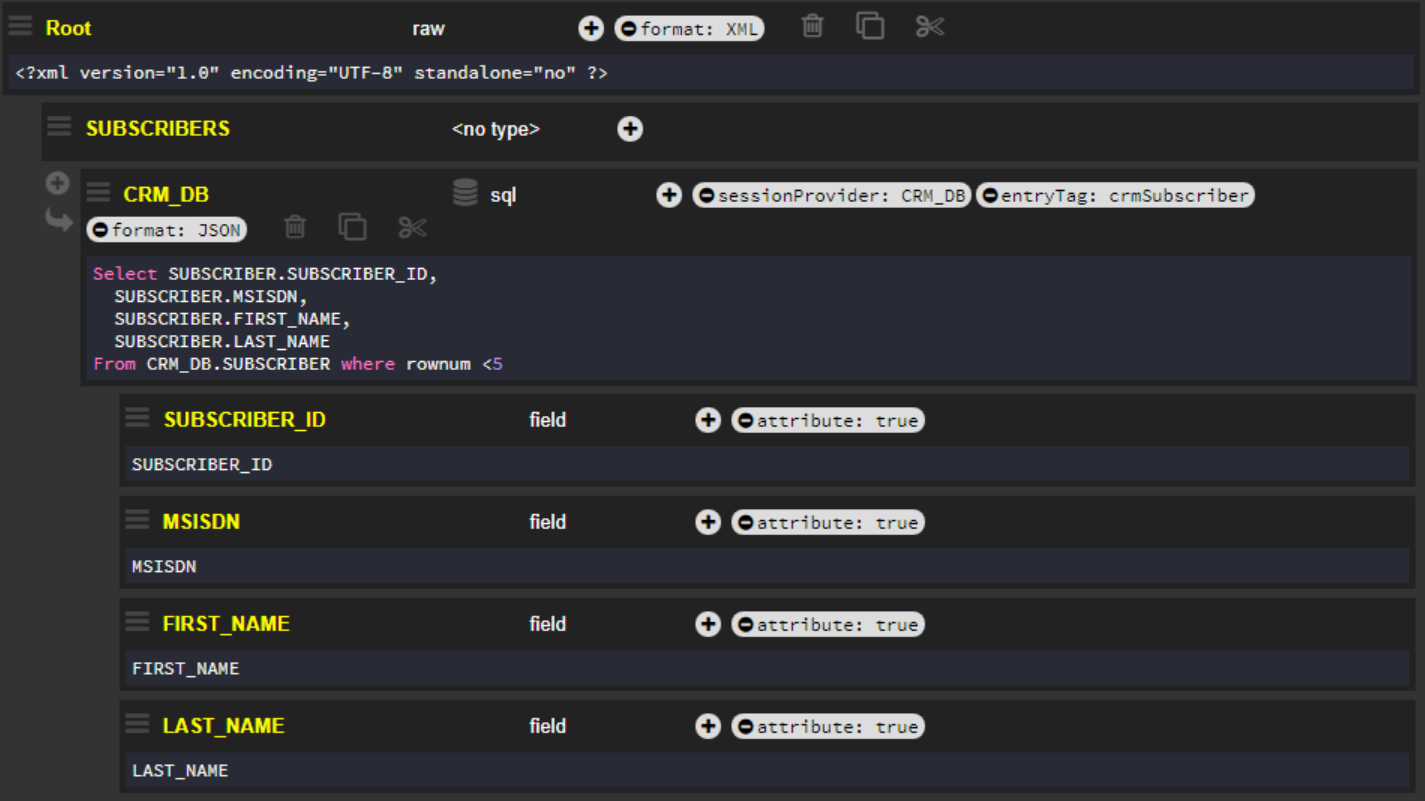 Root raw format: XML
<?xml version="1.0" encoding="UTF-8" standalone="no" ?>
SUBSCRIBERS <no type>
CRM_DB sql sessionProvider: CRM_DB entryTag: crmSubscriber
format: JSON
Select SUBSCRIBER.SUBSCRIBER_ID,
SUBSCRIBER.MSISDN,
SUBSCRIBER.FIRST_NAME,
SUBSCRIBER.LAST_NAME
From CRM_DB.SUBSCRIBER where rownum <5
SUBSCRIBER_ID field attribute: true
SUBSCRIBER_ID
MSISDN field attribute: true
MSISDN
FIRST_NAME field attribute: true
FIRST_NAME
LAST_NAME field attribute: true
LAST_NAME